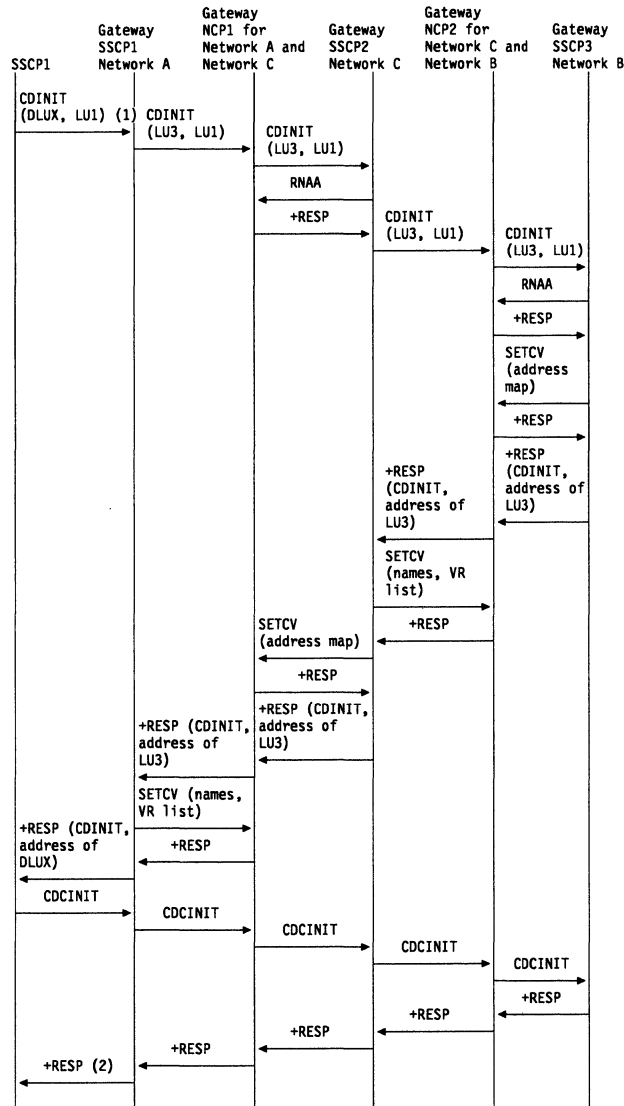 SSCP1
Gateway
SSCP1
Network A
Gateway
NCP1 for
Network A and
Network C
Gateway
SSCP2
Network C
Gateway
NCP2 for
Network C and
Network B
Gateway
SSCP3
Network B
CDINIT
(DLUX, LU1) (1)
CDINIT
(LU3, LU1)
CDINIT
(LU3, LU1)
RNAA
+RESP
CDINIT
(LU3, LU1)
CDINIT
(LU3, LU1)
RNAA
+RESP
SETCV
(address
map)
+RESP
+RESP
(CDINIT,
address of
LU3)
+RESP
(CDINIT,
address of
LU3)
SETCV
(names, VR
list)
+RESP
SETCV
(address map)
+RESP
+RESP (CDINIT,
address of
LU3)
+RESP (CDINIT,
address of
LU3)
SETCV (names,
VR list)
+RESP
+RESP (CDINIT,
address of
DLUX)
CDCINIT
CDCINIT
CDCINIT
CDCINIT
CDCINIT
+RESP
+RESP
+RESP
+RESP
+RESP (2)